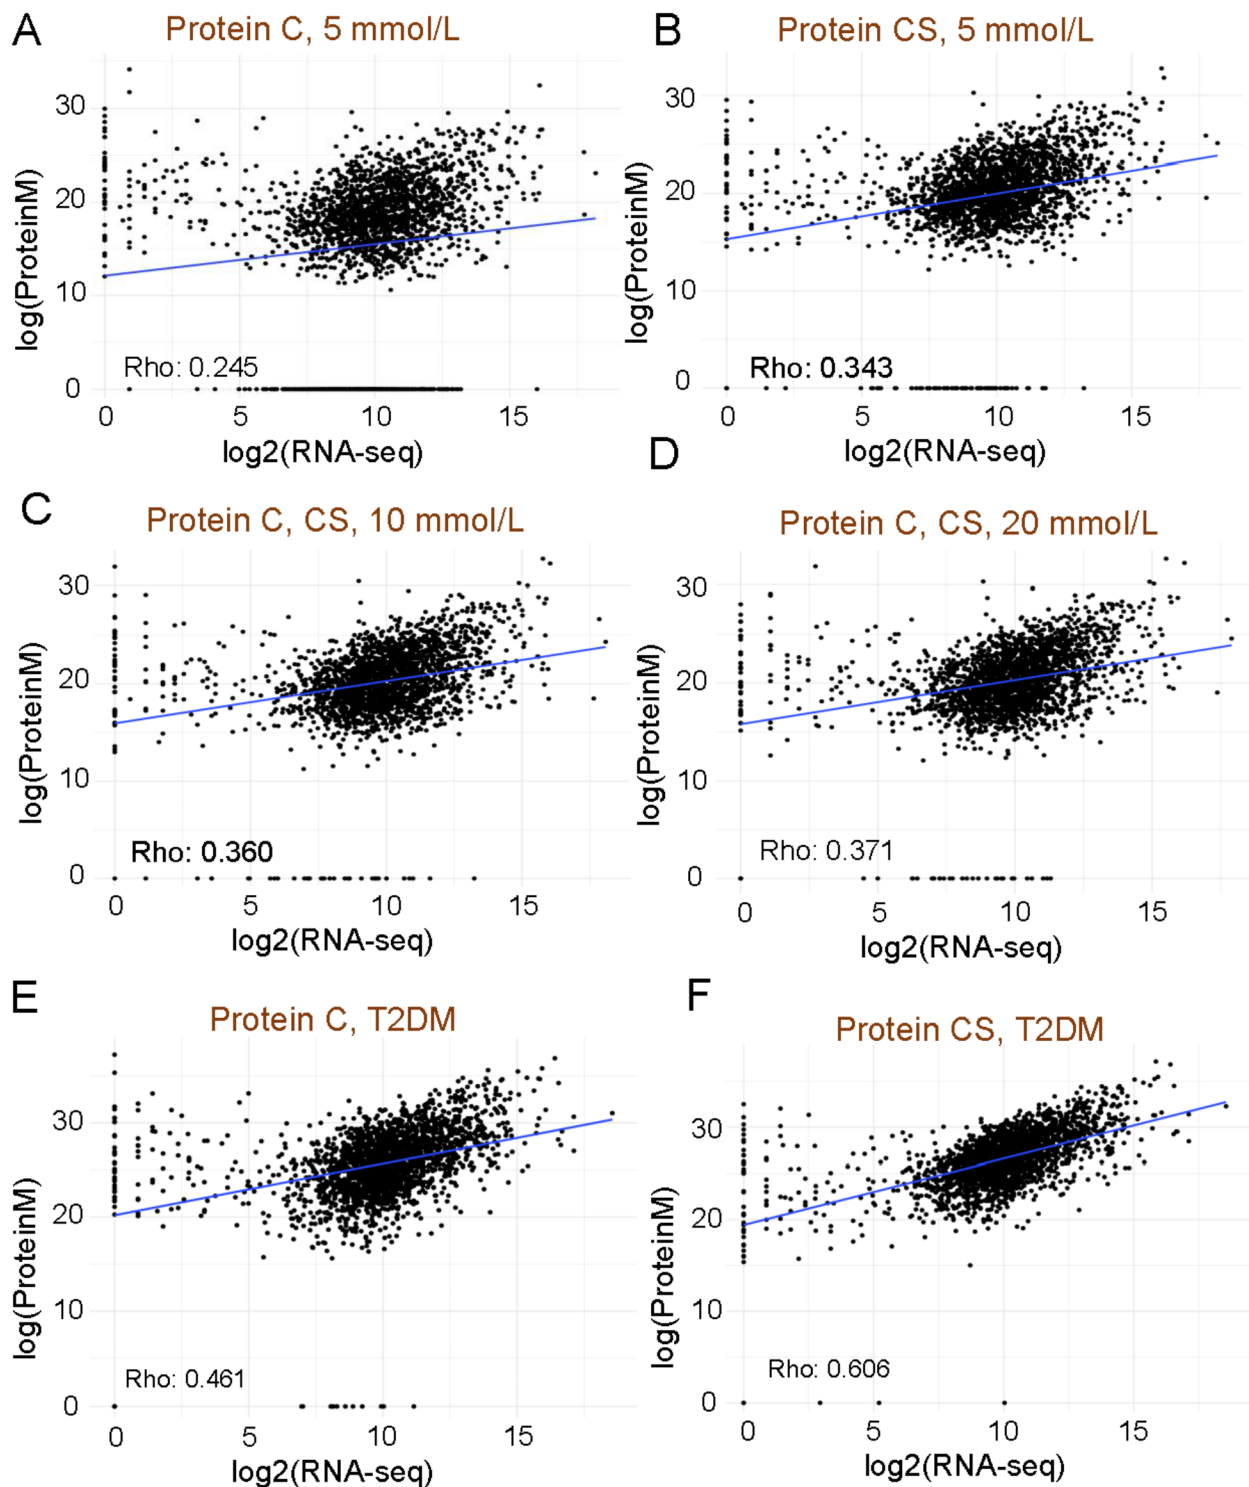 A
Protein C, 5 mmol/L
30
20
10
0
log(ProteinM)
Rho: 0.245
0
5
10
15
log2(RNA-seq)
B
Protein CS, 5 mmol/L
30
20
10
0
log(ProteinM)
Rho: 0.343
0
5
10
15
log2(RNA-seq)
C
Protein C, CS, 10 mmol/L
30
20
10
0
log(ProteinM)
Rho: 0.360
0
5
10
15
log2(RNA-seq)
D
Protein C, CS, 20 mmol/L
30
20
10
0
log(ProteinM)
Rho: 0.371
0
5
10
15
log2(RNA-seq)
E
Protein C, T2DM
30
20
10
0
log(ProteinM)
Rho: 0.461
0
5
10
15
log2(RNA-seq)
F
Protein CS, T2DM
30
20
10
0
log(ProteinM)
Rho: 0.606
0
5
10
15
log2(RNA-seq)